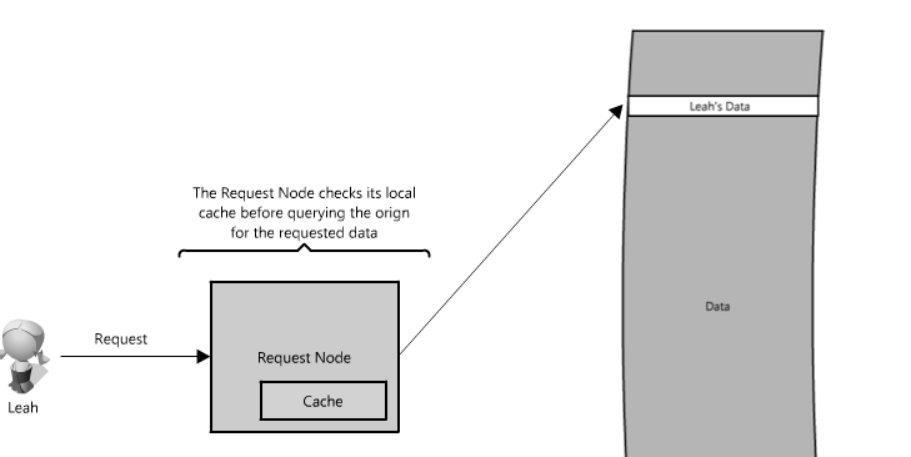 Leah's Data
The Request Node checks its local
cache before querying the orign
for the requested data
Data
Request
Request Node
Cache
Leah